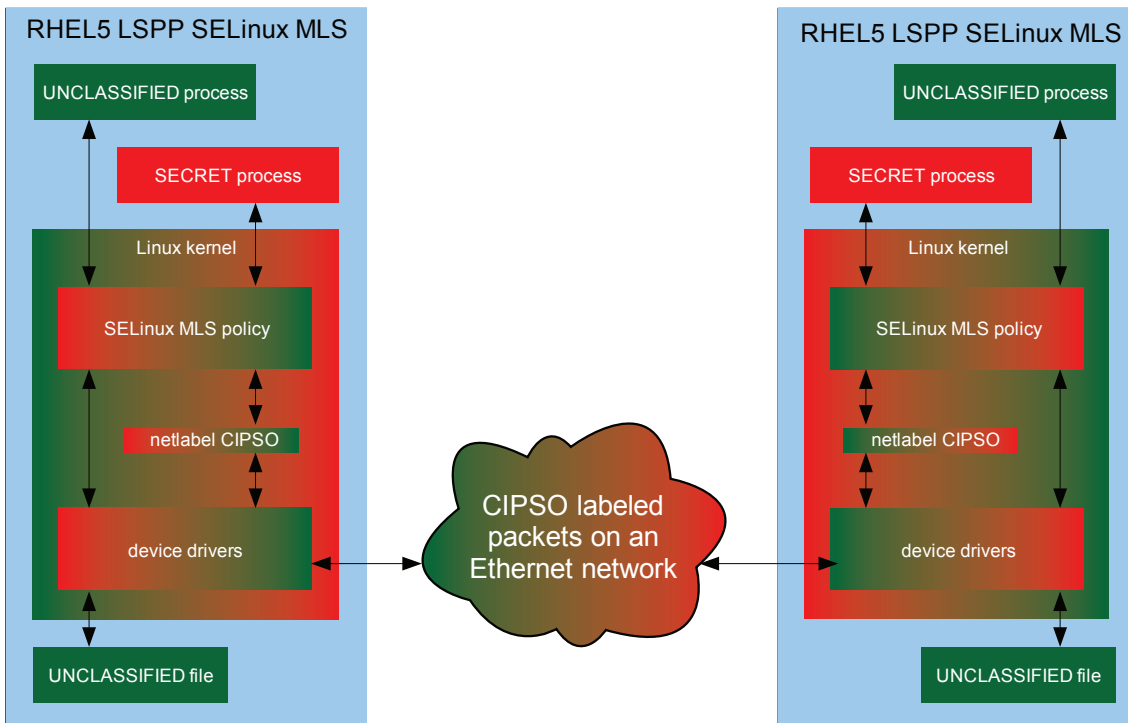 RHEL5 LSPP SELinux MLS
UNCLASSIFIED process
SECRET process
Linux kernel
SELinux MLS policy
netlabel CIPSO
device drivers
UNCLASSIFIED file
CIPSO labeled
packets on an
Ethernet network
RHEL5 LSPP SELinux MLS
UNCLASSIFIED process
SECRET process
Linux kernel
SELinux MLS policy
netlabel CIPSO
device drivers
UNCLASSIFIED file